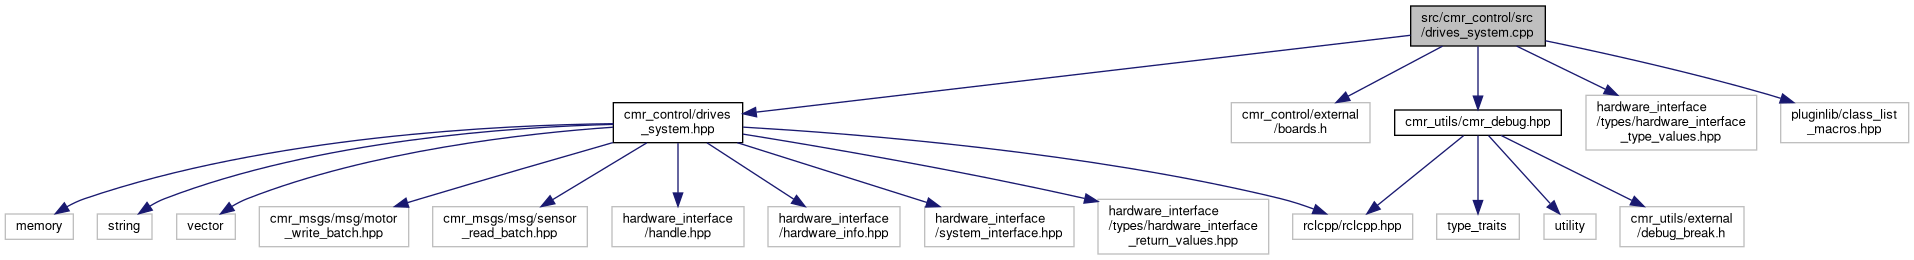 src/cmr_control/src
/drives_system.cpp
cmr_control/drives
_system.hpp
cmr_control/external
/boards.h
cmr_utils/cmr_debug.hpp
hardware_interface
/types/hardware_interface
_type_values.hpp
pluginlib/class_list
_macros.hpp
memory
string
vector
cmr_msgs/msg/motor
_write_batch.hpp
cmr_msgs/msg/sensor
_read_batch.hpp
hardware_interface
/handle.hpp
hardware_interface
/hardware_info.hpp
hardware_interface
/system_interface.hpp
hardware_interface
/types/hardware_interface
_return_values.hpp
rclcpp/rclcpp.hpp
type_traits
utility
cmr_utils/external
/debug_break.h